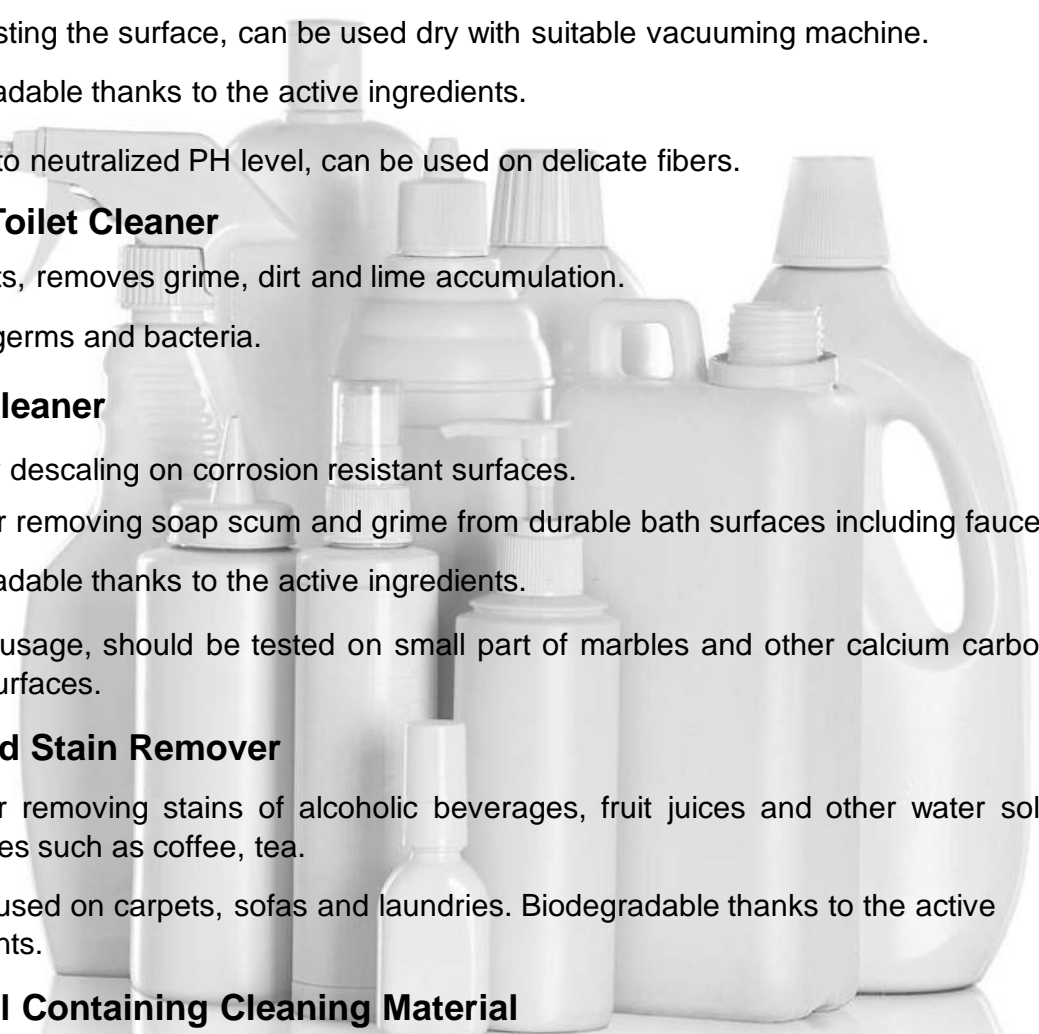 sting the surface, can be used dry with suitable vacuuming machine.
adable thanks to the active ingredients.
to neutralized PH level, can be used on delicate fibers.
Toilet Cleaner
ts, removes grime, dirt and lime accumulation.
germs and bacteria.
leaner
descaling on corrosion resistant surfaces.
r removing soap scum and grime from durable bath surfaces including fauce
adable thanks to the active ingredients.
usage, should be tested on small part of marbles and other calcium carbo
urfaces.
d Stain Remover
r removing stains of alcoholic beverages, fruit juices and other water sol
es such as coffee, tea.
used on carpets, sofas and laundries. Biodegradable thanks to the active
nts.
l Containing Cleaning Material